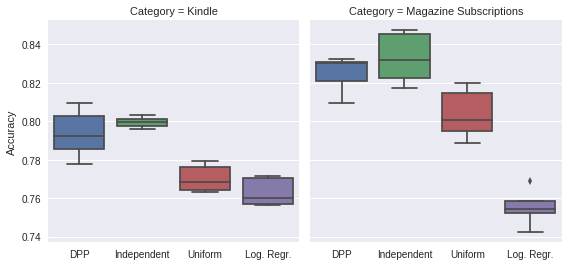 Category = Kindle
Category = Magazine Subscriptions
Accuracy
0.84
0.82
0.80
0.78
0.76
0.74
DPP Independent Uniform Log. Regr.
DPP Independent Uniform Log. Regr.